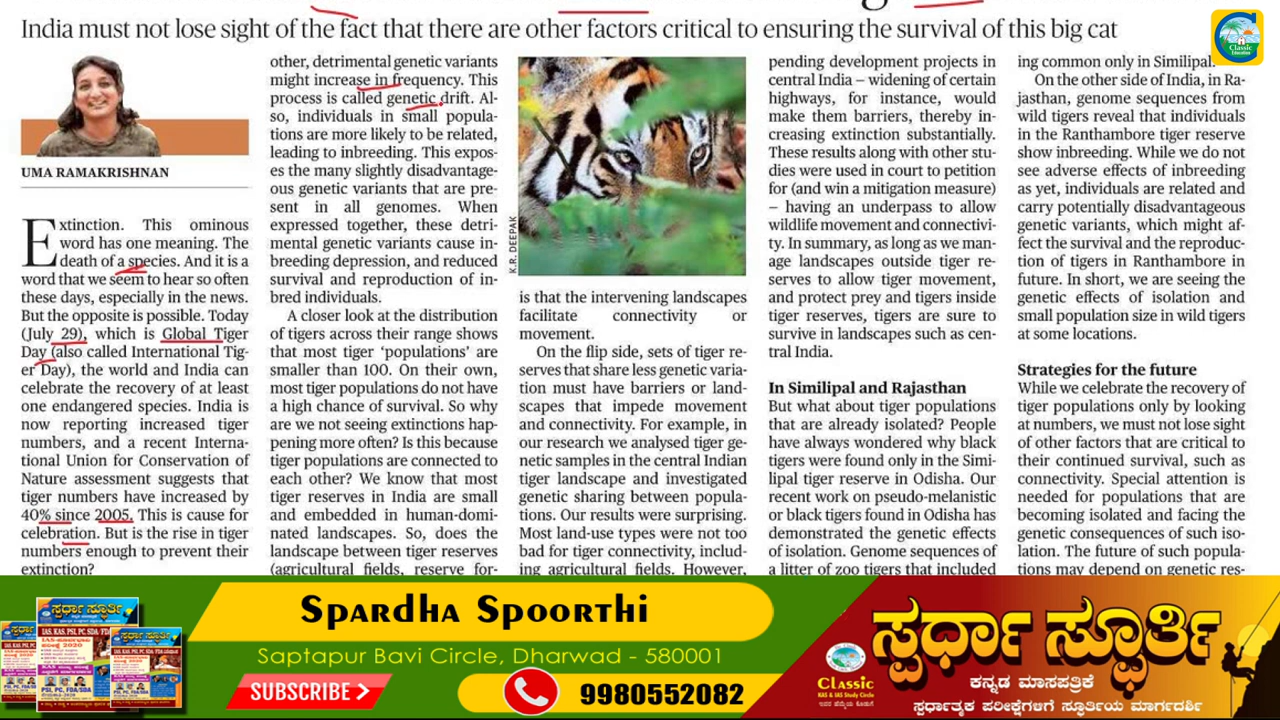 India must not lose sight of the fact that there are other factors critical to ensuring the survival of this big cat
UMA RAMAKRISHNAN
Extinction. This ominous
word has one meaning. The
death of a species. And it is a
word that we seem to hear so often
these days, especially in the news.
But the opposite is possible. Today
(July 29), which is Global Tiger
Day (also called International Tig-
er Day), the world and India can
celebrate the recovery of at least
one endangered species. India is
now reporting increased tiger
numbers, and a recent Interna-
tional Union for Conservation of
Nature assessment suggests that
tiger numbers have increased by
40% since 2005. This is cause for
celebration. But is the rise in tiger
numbers enough to prevent their
extinction?
other, detrimental genetic variants
might increase in frequency. This
process is called genetic drift. Al-
so, individuals in small popula-
tions are more likely to be related,
leading to inbreeding. This expos-
es the many slightly disadvantage-
ous genetic variants that are pre-
sent in all genomes. When
expressed together, these detri-
mental genetic variants cause in-
breeding depression, and reduced
survival and reproduction of in-
bred individuals.
A closer look at the distribution
of tigers across their range shows
that most tiger ‘populations’ are
smaller than 100. On their own,
most tiger populations do not have
a high chance of survival. So why
are we not seeing extinctions hap-
pening more often? Is this because
tiger populations are connected to
each other? We know that most
tiger reserves in India are small
and embedded in human-domi-
nated landscapes. So, does the
landscape between tiger reserves
(agricultural fields, reserve for-
K.R. DEEPAK
is that the intervening landscapes
facilitate connectivity or
movement.
On the flip side, sets of tiger re-
serves that share less genetic varia-
tion must have barriers or land-
scapes that impede movement
and connectivity. For example, in
our research we analysed tiger ge-
netic samples in the central Indian
tiger landscape and investigated
genetic sharing between popula-
tions. Our results were surprising.
Most land-use types were not too
bad for tiger connectivity, includ-
ing agricultural fields. However,
pending development projects in
central India – widening of certain
highways, for instance, would
make them barriers, thereby in-
creasing extinction substantially.
These results along with other stu-
dies were used in court to petition
for (and win a mitigation measure)
– having an underpass to allow
wildlife movement and connectivi-
ty. In summary, as long as we man-
age landscapes outside tiger re-
serves to allow tiger movement,
and protect prey and tigers inside
tiger reserves, tigers are sure to
survive in landscapes such as cen-
tral India.
In Similipal and Rajasthan
But what about tiger populations
that are already isolated? People
have always wondered why black
tigers were found only in the Simi-
lipal tiger reserve in Odisha. Our
recent work on pseudo-melanistic
or black tigers found in Odisha has
demonstrated the genetic effects
of isolation. Genome sequences of
a litter of zoo tigers that included
ing common only in Similipal.
On the other side of India, in Ra-
jasthan, genome sequences from
wild tigers reveal that individuals
in the Ranthambore tiger reserve
show inbreeding. While we do not
see adverse effects of inbreeding
as yet, individuals are related and
carry potentially disadvantageous
genetic variants, which might af-
fect the survival and the reproduc-
tion of tigers in Ranthambore in
future. In short, we are seeing the
genetic effects of isolation and
small population size in wild tigers
at some locations.
Strategies for the future
While we celebrate the recovery of
tiger populations only by looking
at numbers, we must not lose sight
of other factors that are critical to
their continued survival, such as
connectivity. Special attention is
needed for populations that are
becoming isolated and facing the
genetic consequences of such iso-
lation. The future of such popula-
tions may depend on genetic res-
Classic
Education
Spardha Spoorthi
Saptapur Bavi Circle, Dharwad - 580001
SUBSCRIBE
9980552082
ಸ್ಪರ್ಧಾ ಸ್ಫೂರ್ತಿ
ಕನ್ನಡ ಮಾಸಪತ್ರಿಕೆ
ಸ್ಪರ್ಧಾತ್ಮಕ ಪರೀಕ್ಷೆಗಳಿಗೆ ಸ್ಫೂರ್ತಿಯ ಮಾರ್ಗದರ್ಶಿ
Classic
KAS & IAS Study Circle